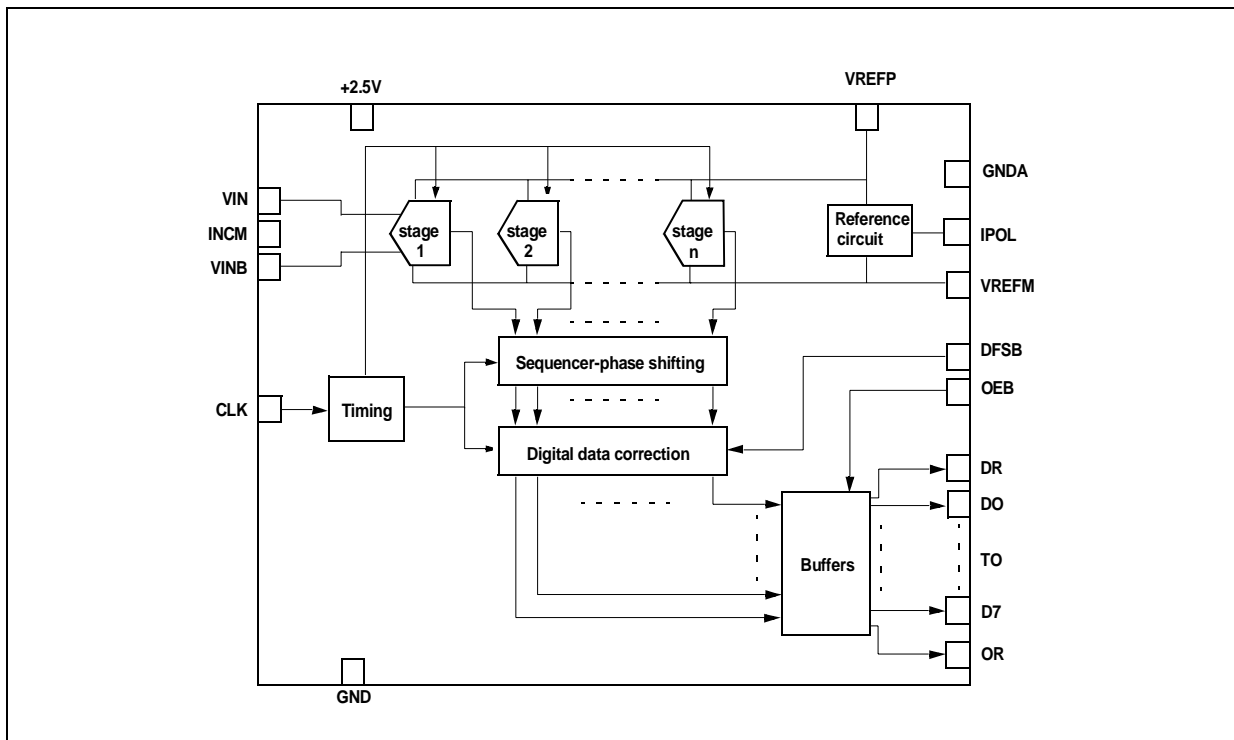 +2.5V
VREFP
GNDA
VIN
INCM
VINB
stage
1
stage
2
stage
n
Reference
circuit
IPOL
VREFM
Sequencer-phase shifting
DFSB
OEB
CLK
Timing
Digital data correction
DR
DO
Buffers
TO
D7
OR
GND